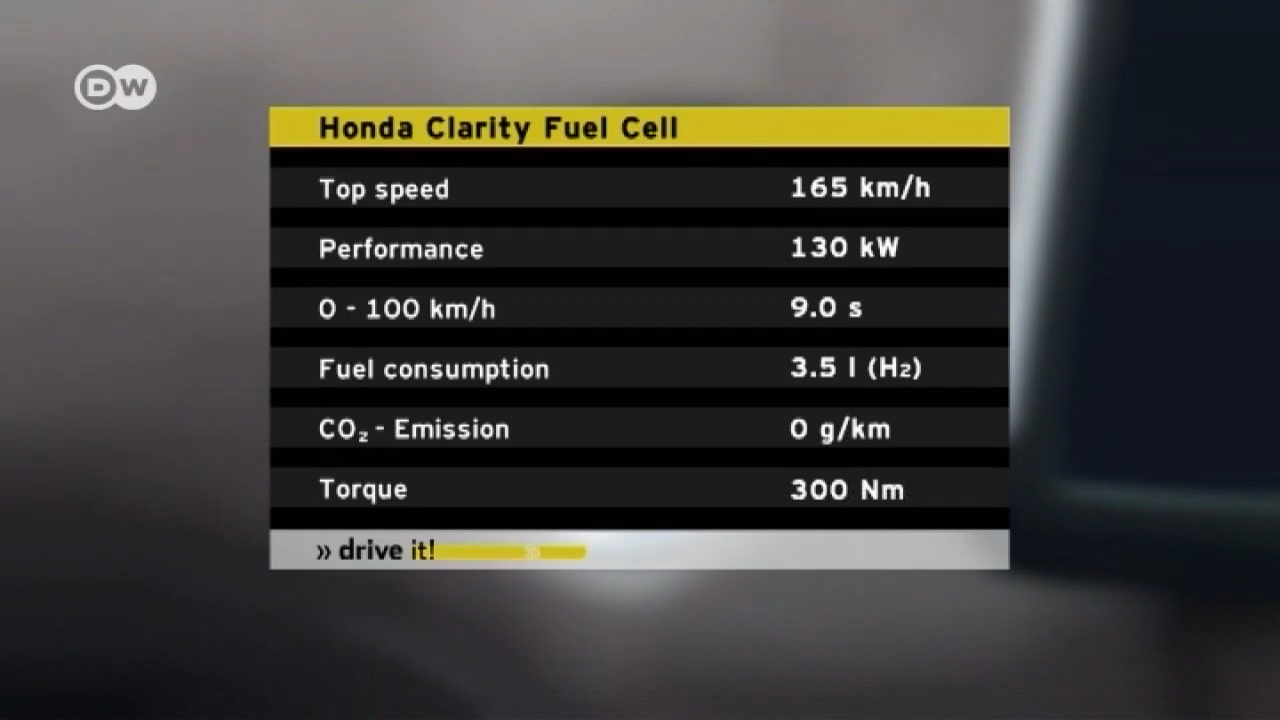 DW
Honda Clarity Fuel Cell
Top speed 165 km/h
Performance 130 kW
0 - 100 km/h 9.0 s
Fuel consumption 3.5 l (H₂)
CO₂ - Emission 0 g/km
Torque 300 Nm
» drive it!